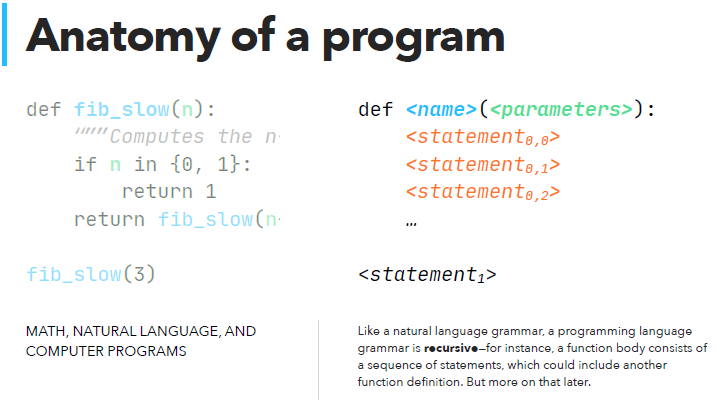 Anatomy of a program
def fib_slow(n):
"""Computes the n-
if n in {0, 1}:
return 1
return fib_slow(n-
fib_slow(3)
def <name>(<parameters>):
<statement0,0>
<statement0,1>
<statement0,2>
…
<statement1>
MATH, NATURAL LANGUAGE, AND
COMPUTER PROGRAMS
Like a natural language grammar, a programming language
grammar is recursive—for instance, a function body consists of
a sequence of statements, which could include another
function definition. But more on that later.